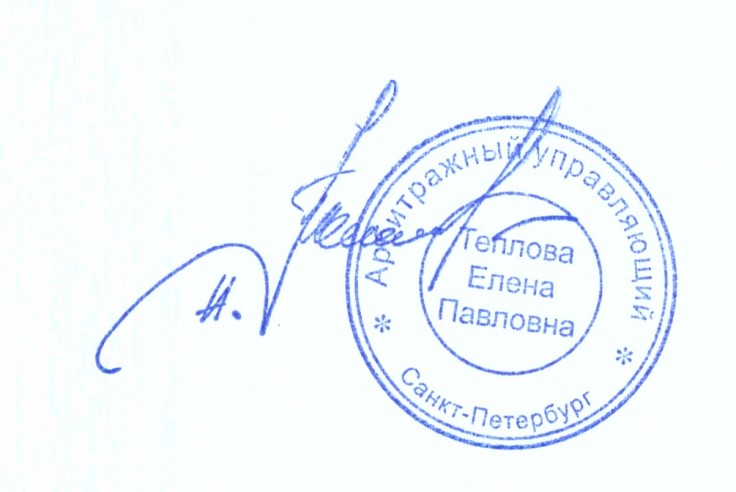 Арбитражный управляющий
Теплова
Елена
Павловна
* Санкт-Петербург *